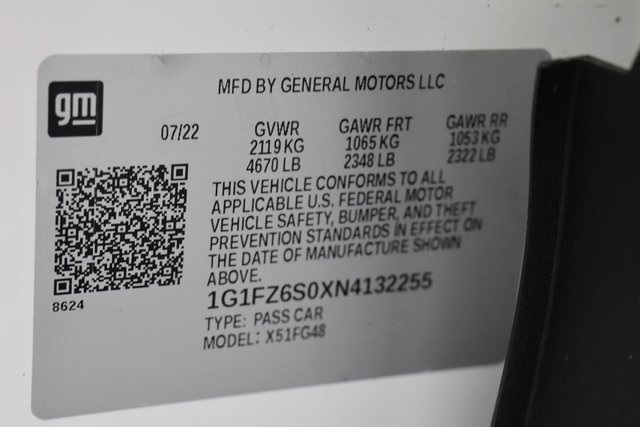 gm
MFD BY GENERAL MOTORS LLC
07/22 GVWR GAWR FRT GAWR RR
2119 KG 1065 KG 1053 KG
4670 LB 2348 LB 2322 LB
THIS VEHICLE CONFORMS TO ALL
APPLICABLE U.S. FEDERAL MOTOR
VEHICLE SAFETY, BUMPER, AND THEFT
PREVENTION STANDARDS IN EFFECT ON
THE DATE OF MANUFACTURE SHOWN
ABOVE.
8624
1G1FZ6S0XN4132255
TYPE: PASS CAR
MODEL: X51FG48